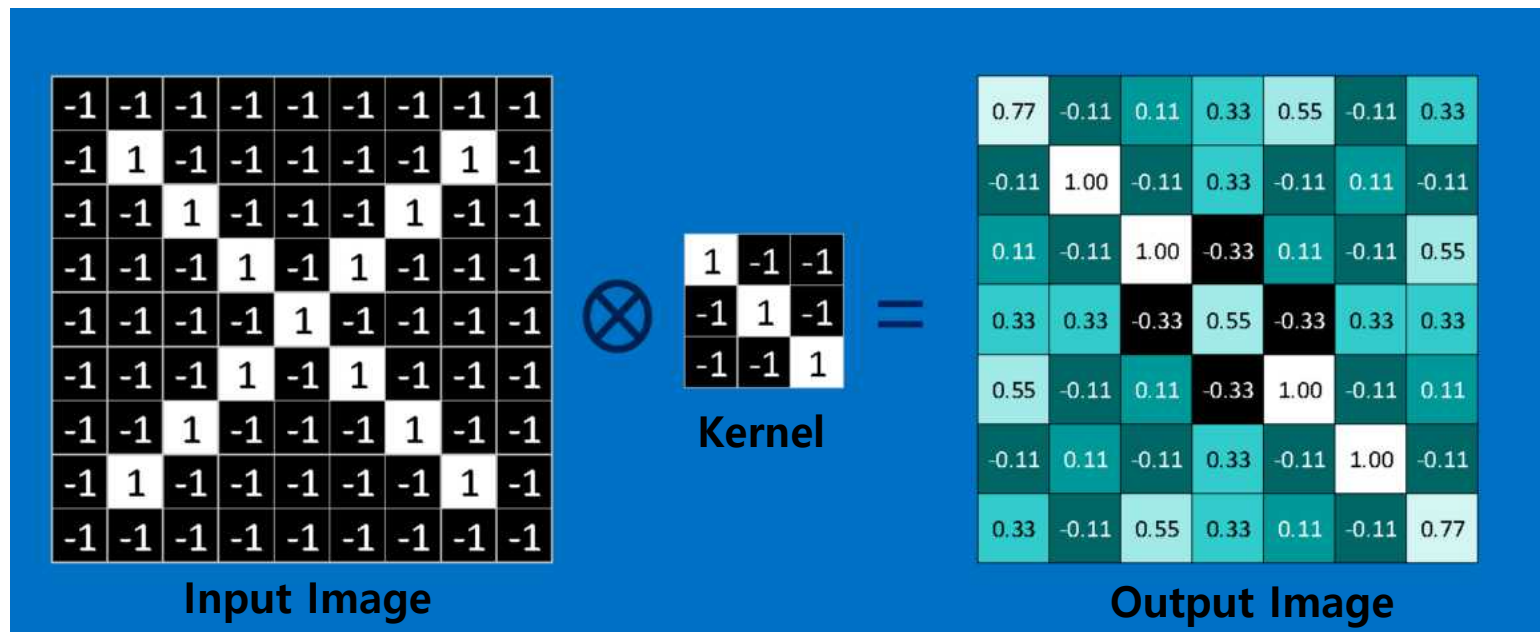 -1 -1 -1 -1 -1 -1 -1 -1 -1
-1 1 -1 -1 -1 -1 -1 1 -1
-1 -1 1 -1 -1 -1 1 -1 -1
-1 -1 -1 1 -1 1 -1 -1 -1
-1 -1 -1 -1 1 -1 -1 -1 -1
-1 -1 -1 1 -1 1 -1 -1 -1
-1 -1 1 -1 -1 -1 1 -1 -1
-1 1 -1 -1 -1 -1 -1 1 -1
-1 -1 -1 -1 -1 -1 -1 -1 -1
Input Image
⊗
1 -1 -1
-1 1 -1
-1 -1 1
Kernel
=
0.77 -0.11 0.11 0.33 0.55 -0.11 0.33
-0.11 1.00 -0.11 0.33 -0.11 0.11 -0.11
0.11 -0.11 1.00 -0.33 0.11 -0.11 0.55
0.33 0.33 -0.33 0.55 -0.33 0.33 0.33
0.55 -0.11 0.11 -0.33 1.00 -0.11 0.11
-0.11 0.11 -0.11 0.33 -0.11 1.00 -0.11
0.33 -0.11 0.55 0.33 0.11 -0.11 0.77
Output Image